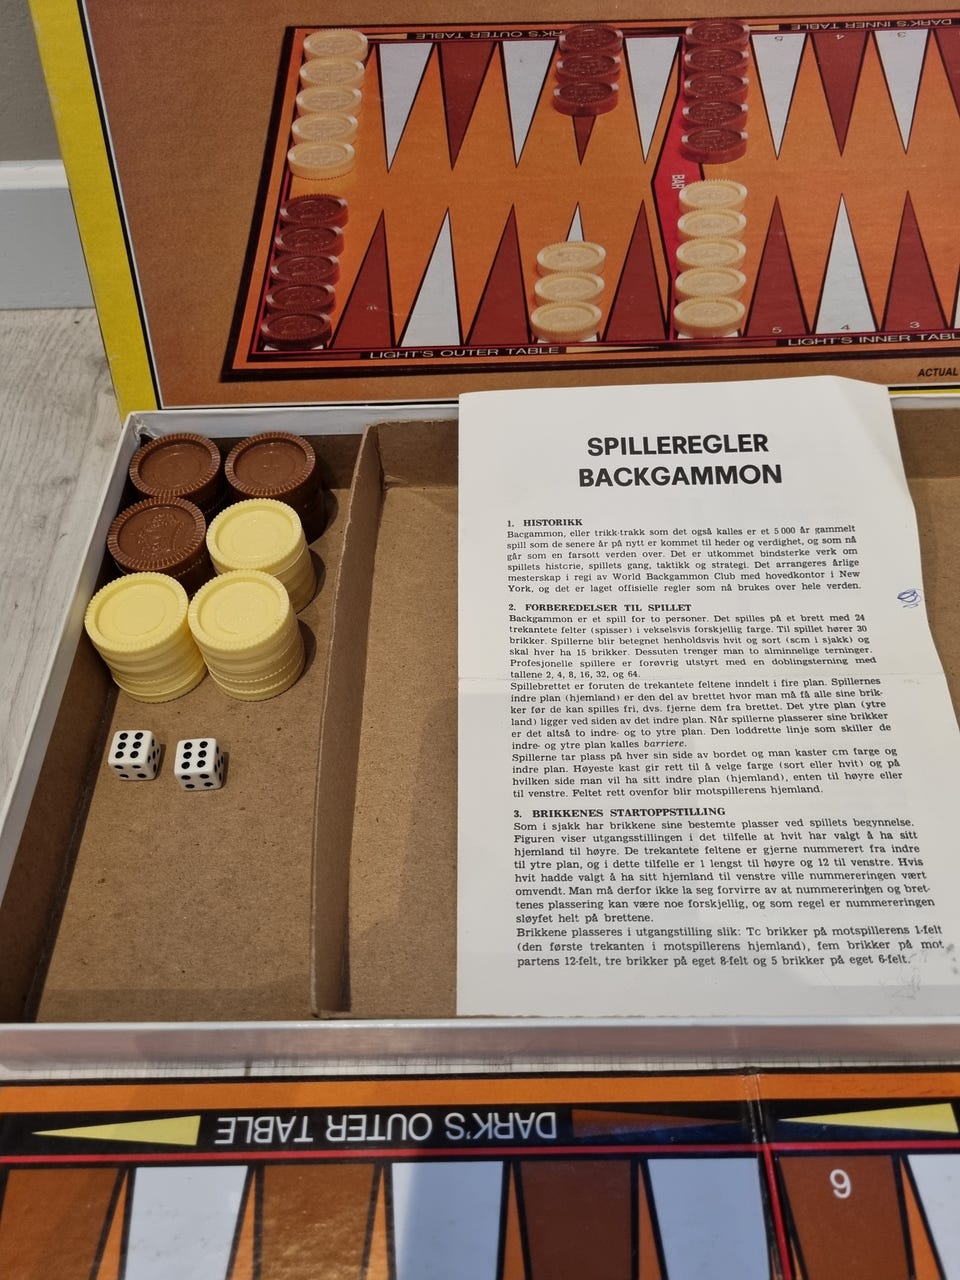 DARK'S OUTER TABLE
DARK'S INNER TABLE
5 4 3
BAR
5 4 3
LIGHT'S OUTER TABLE
LIGHT'S INNER TABL
ACTUAL
SPILLEREGLER
BACKGAMMON
1. HISTORIKK
Bacgammon, eller trikk-trakk som det også kalles er et 5 000 år gammelt
spill som de senere år på nytt er kommet til heder og verdighet, og som nå
går som en farsott verden over. Det er utkommet bindsterke verk om
spillets historie, spillets gang, taktikk og strategi. Det arrangeres årlige
mesterskap i regi av World Backgammon Club med hovedkontor i New
York, og det er laget offisielle regler som nå brukes over hele verden.
2. FORBEREDELSER TIL SPILLET
Backgammon er et spill for to personer. Det spilles på et brett med 24
trekantete felter (spisser) i vekselsvis forskjellig farge. Til spillet hører 30
brikker. Spillerne blir betegnet henholdsvis hvit og sort (scm i sjakk) og
skal hver ha 15 brikker. Dessuten trenger man to alminnelige terninger.
Profesjonelle spillere er forøvrig utstyrt med en doblingsterning med
tallene 2, 4, 8, 16, 32, og 64.
Spillebrettet er foruten de trekantete feltene inndelt i fire plan. Spillernes
indre plan (hjemland) er den del av brettet hvor man må få alle sine brik-
ker før de kan spilles fri, dvs. fjerne dem fra brettet. Det ytre plan (ytre
land) ligger ved siden av det indre plan. Når spillerne plasserer sine brikker
er det altså to indre- og to ytre plan. Den loddrette linje som skiller de
indre- og ytre plan kalles barriere.
Spillerne tar plass på hver sin side av bordet og man kaster cm farge og
indre plan. Høyeste kast gir rett til å velge farge (sort eller hvit) og på
hvilken side man vil ha sitt indre plan (hjemland), enten til høyre eller
til venstre. Feltet rett ovenfor blir motspillerens hjemland.
3. BRIKKENES STARTOPPSTILLING
Som i sjakk har brikkene sine bestemte plasser ved spillets begynnelse.
Figuren viser utgangsstillingen i det tilfelle at hvit har valgt å ha sitt
hjemland til høyre. De trekantete feltene er gjerne nummerert fra indre
til ytre plan, og i dette tilfelle er 1 lengst til høyre og 12 til venstre. Hvis
hvit hadde valgt å ha sitt hjemland til venstre ville nummereringen vært
omvendt. Man må derfor ikke la seg forvirre av at nummereringen og bret-
tenes plassering kan være noe forskjellig, og som regel er nummereringen
sløyfet helt på brettene.
Brikkene plasseres i utgangstilling slik: Tc brikker på motspillerens 1-felt
(den første trekanten i motspillerens hjemland), fem brikker på mot
partens 12-felt, tre brikker på eget 8-felt og 5 brikker på eget 6-felt.
DARK'S OUTER TABLE
6